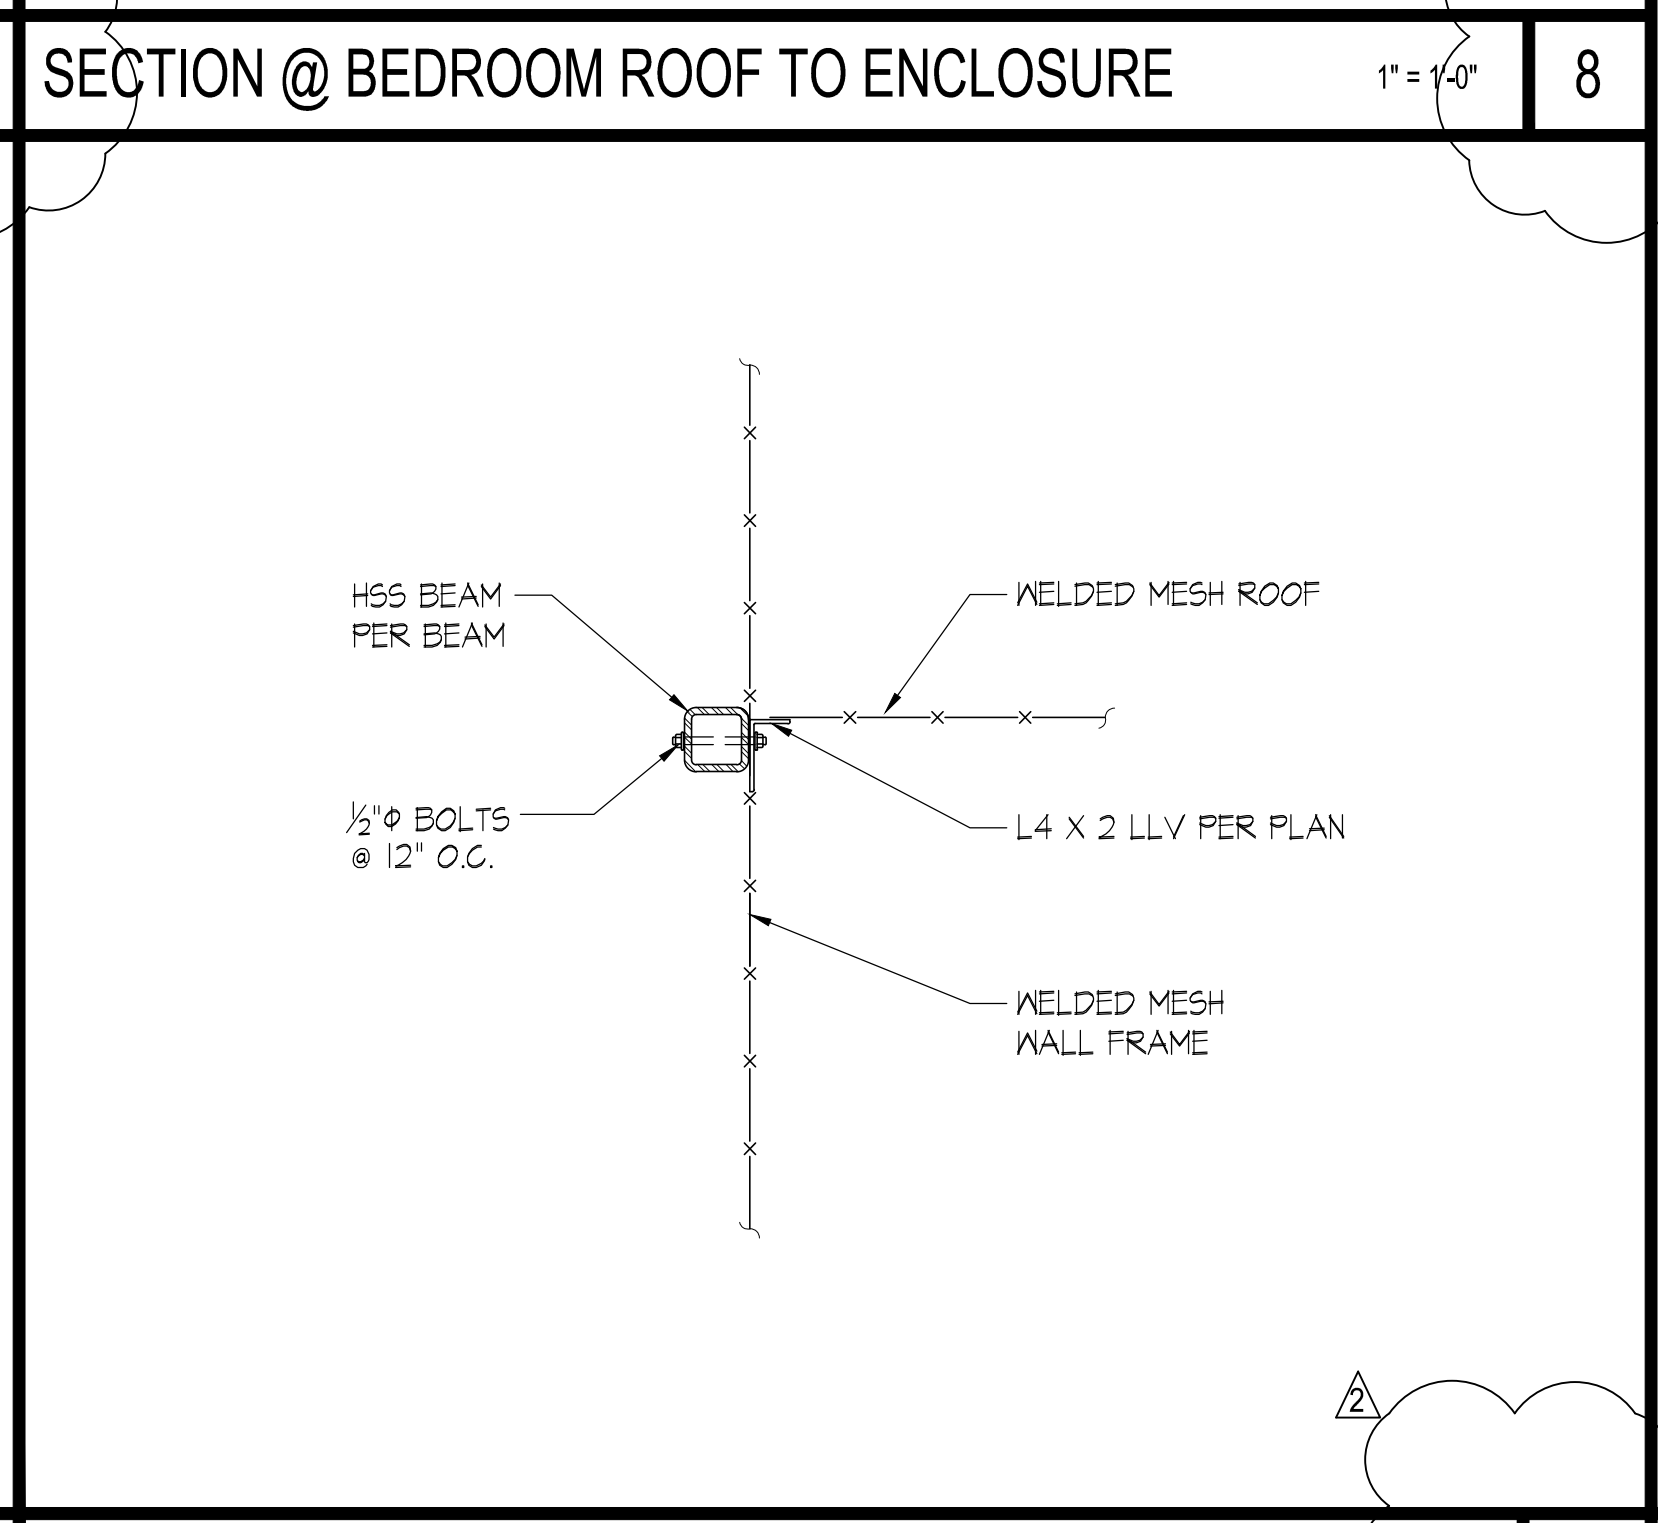 SECTION @ BEDROOM ROOF TO ENCLOSURE
1" = 1'-0"
8
HSS BEAM
PER BEAM
WELDED MESH ROOF
½"Φ BOLTS
@ 12" O.C.
L4 X 2 LLV PER PLAN
WELDED MESH
WALL FRAME
2